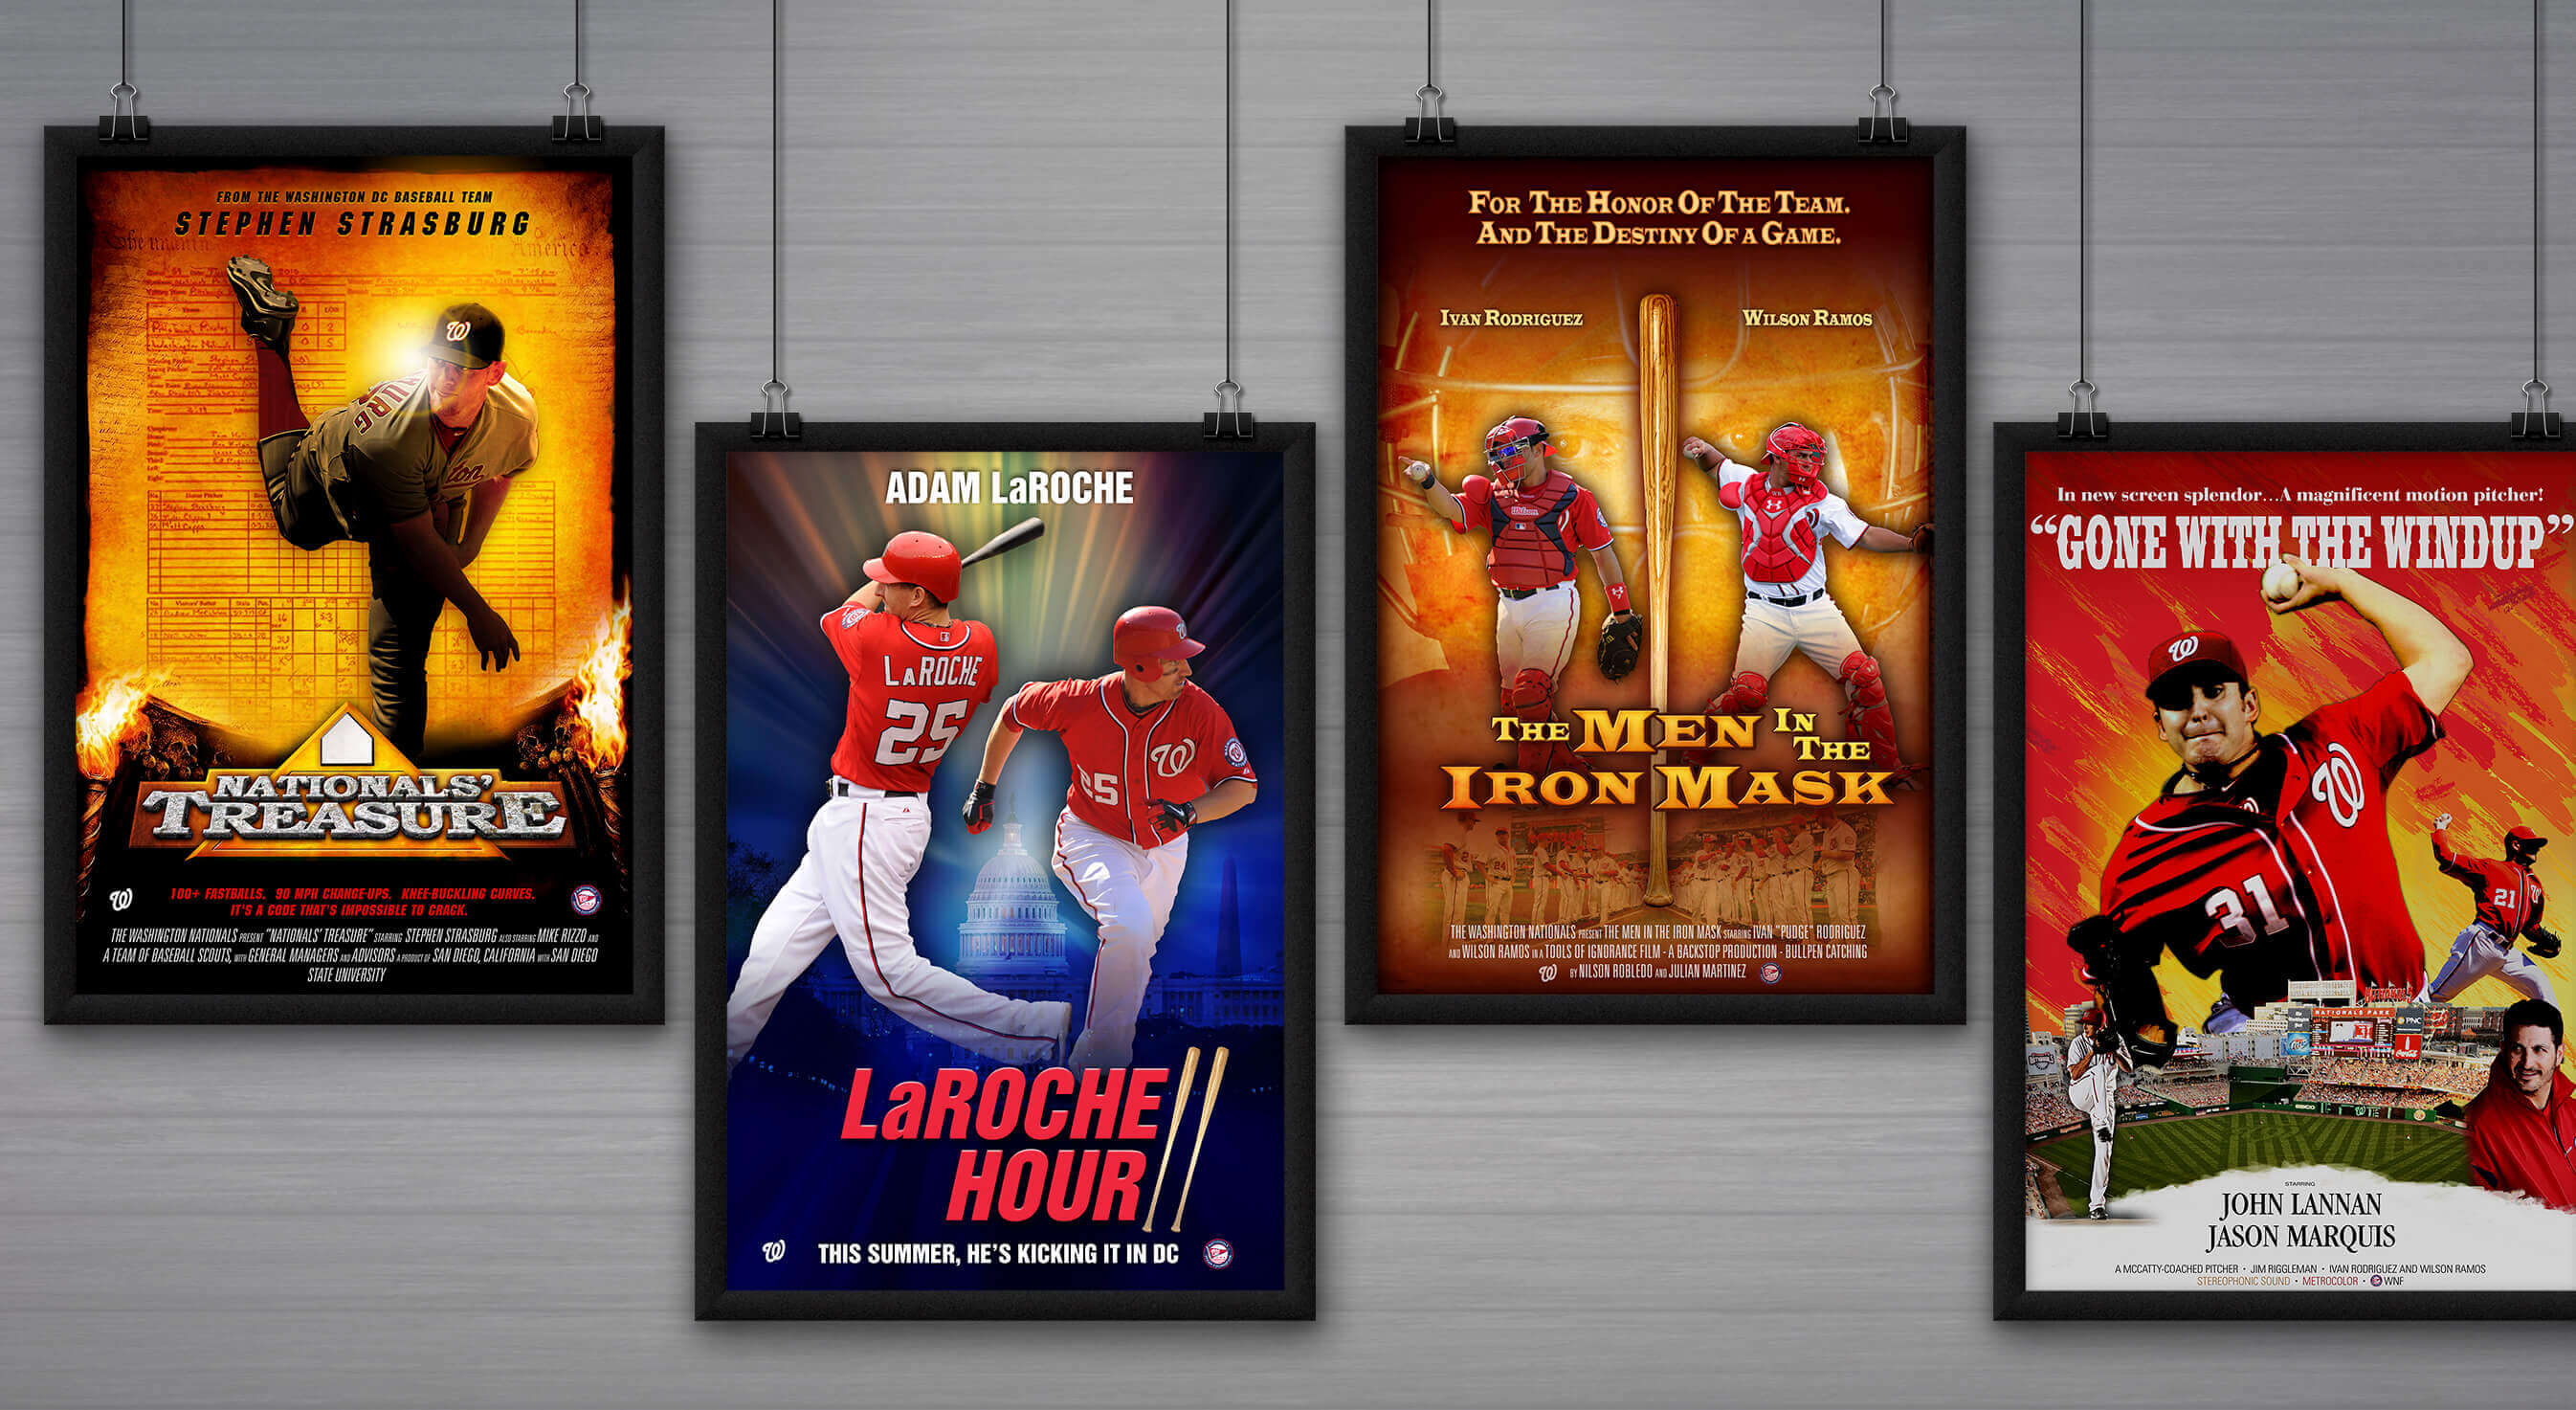 FROM THE WASHINGTON DC BASEBALL TEAM
STEPHEN STRASBURG
NATIONALS'
TREASURE
100+ FASTBALLS. 90 MPH CHANGE-UPS. KNEE-BUCKLING CURVES.
IT'S A CODE THAT'S IMPOSSIBLE TO CRACK.
THE WASHINGTON NATIONALS PRESENT "NATIONALS' TREASURE" STARRING STEPHEN STRASBURG ALSO STARRING MIKE RIZZO AND
A TEAM OF BASEBALL SCOUTS, WITH GENERAL MANAGERS AND ADVISORS A PRODUCT OF SAN DIEGO, CALIFORNIA WITH SAN DIEGO
STATE UNIVERSITY
ADAM LaROCHE
LaROCHE
25
25
LaROCHE
HOUR
THIS SUMMER, HE'S KICKING IT IN DC
FOR THE HONOR OF THE TEAM.
AND THE DESTINY OF A GAME.
IVAN RODRIGUEZ
WILSON RAMOS
Wilson
THE MEN IN THE
IRON MASK
THE WASHINGTON NATIONALS PRESENT THE MEN IN THE IRON MASK STARRING IVAN "PUDGE" RODRIGUEZ
AND WILSON RAMOS IN A TOOLS OF IGNORANCE FILM - A BACKSTOP PRODUCTION - BULLPEN CATCHING
BY NILSON ROBLEDO AND JULIAN MARTINEZ
In new screen splendor...A magnificent motion pitcher!
"GONE WITH THE WINDUP"
W
31
21
NATIONALS PARK
PNC
STARRING
JOHN LANNAN
JASON MARQUIS
A MCCATTY-COACHED PITCHER • JIM RIGGLEMAN • IVAN RODRIGUEZ AND WILSON RAMOS
STEREOPHONIC SOUND • METROCOLOR • WNF